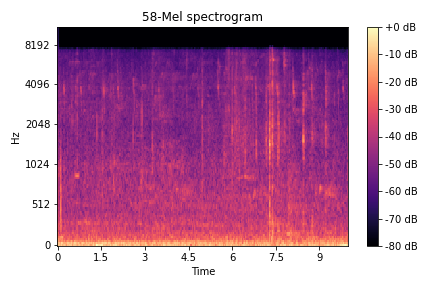 58-Mel spectrogram
+0 dB
8192
-10 dB
4096
-20 dB
-30 dB
2048
Hz
-40 dB
1024
-50 dB
512
-60 dB
-70 dB
0
-80 dB
0 1.5 3 4.5 6 7.5 9
Time